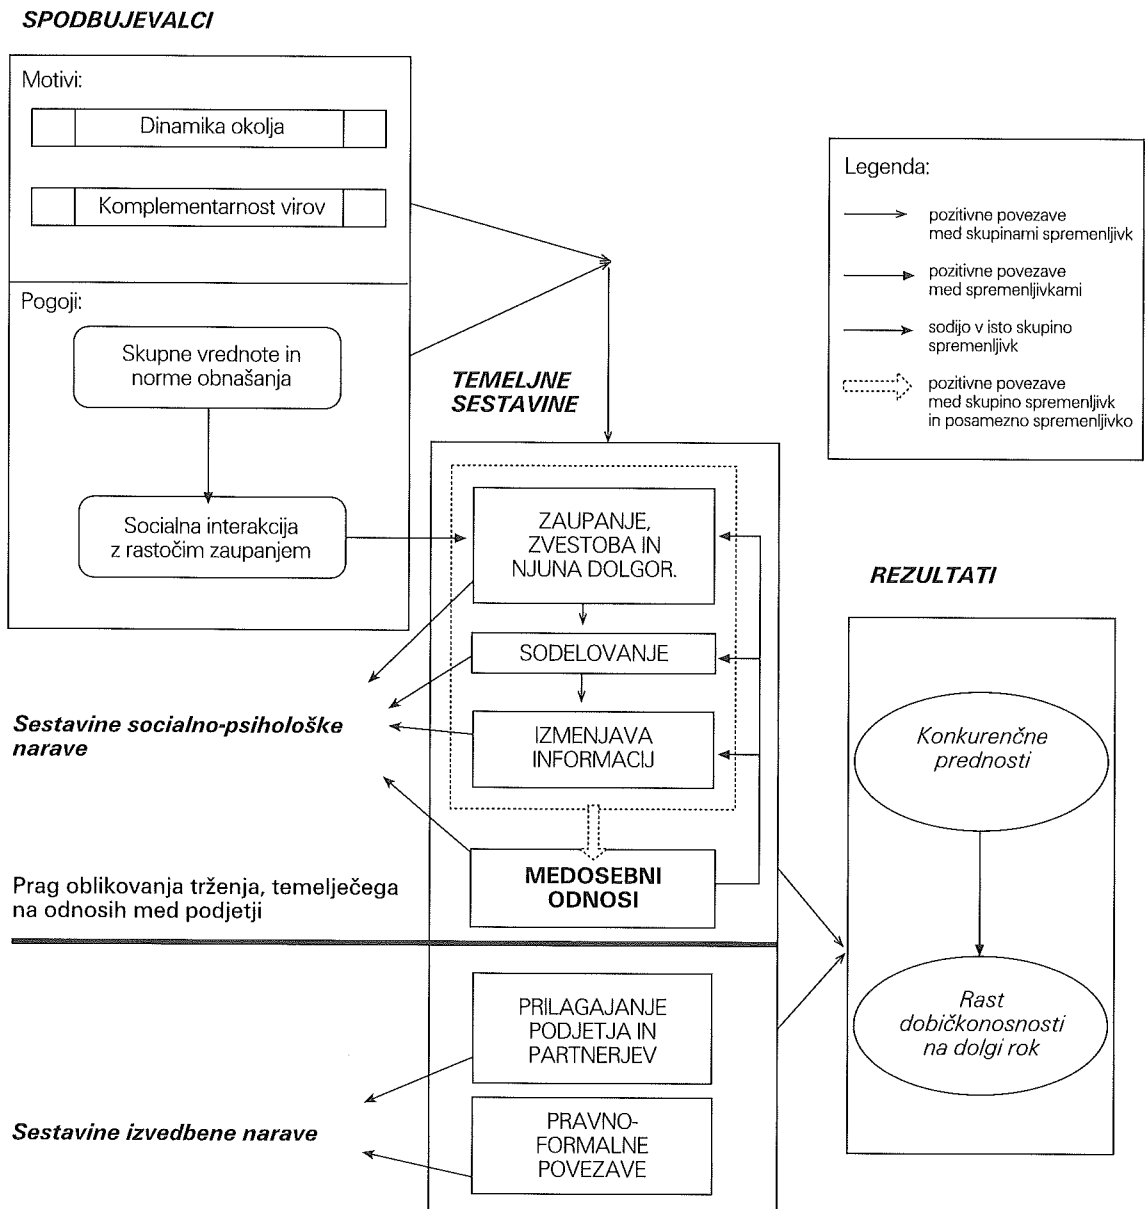 SPODBUJEVALCI
Motivi:
Dinamika okolja
Komplementarnost virov
Pogoji:
Skupne vrednote in
norme obnašanja
Socialna interakcija
z rastočim zaupanjem
Legenda:
pozitivne povezave
med skupinami spremenljivk
pozitivne povezave
med spremenljivkami
sodijo v isto skupino
spremenljivk
pozitivne povezave
med skupino spremenljivk
in posamezno spremenljivko
TEMELJNE
SESTAVINE
ZAUPANJE,
ZVESTOBA IN
NJUNA DOLGOR.
SODELOVANJE
IZMENJAVA
INFORMACIJ
MEDOSEBNI
ODNOSI
Sestavine socialno-psihološke
narave
Prag oblikovanja trženja, temelječega
na odnosih med podjetji
PRILAGAJANJE
PODJETJA IN
PARTNERJEV
PRAVNO-
FORMALNE
POVEZAVE
Sestavine izvedbene narave
REZULTATI
Konkurenčne
prednosti
Rast
dobičkonosnosti
na dolgi rok